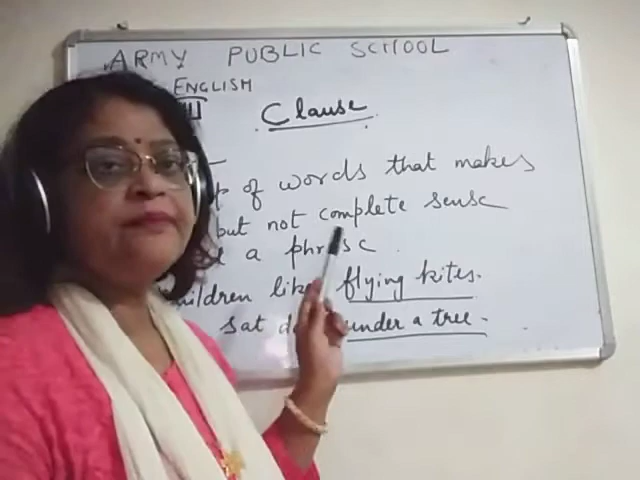 ARMY PUBLIC SCHOOL
ENGLISH
Clause
of words that makes
but not complete sense
a phrase
children like flying kites.
sat under a tree.